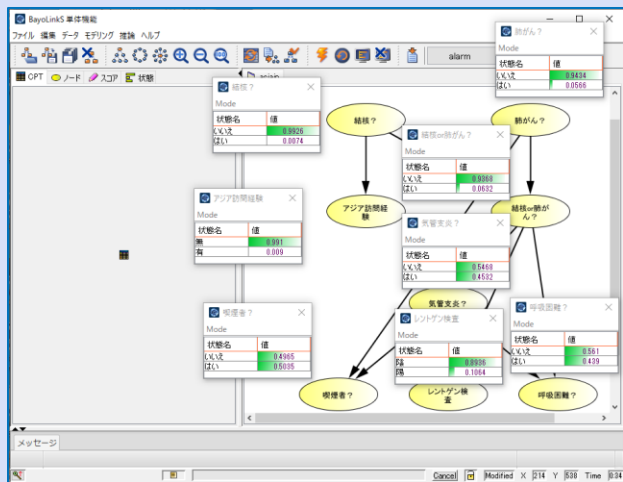 BayoLinkS 単体機能
ファイル 編集 データ モデリング 推論 ヘルプ
alarm
CPT ノード スコア 状態
asiain
肺がん?
Mode
状態名 値
いいえ 0.9434
はい 0.0566
結核?
Mode
状態名 値
いいえ 0.9926
はい 0.0074
結核?
肺がん?
結核or肺がん?
Mode
状態名 値
いいえ 0.9368
はい 0.0632
アジア訪問経験
Mode
状態名 値
無 0.991
有 0.009
アジア訪問経
験
結核or肺が
ん?
気管支炎?
Mode
状態名 値
いいえ 0.5468
はい 0.4532
気管支炎?
喫煙者?
Mode
状態名 値
いいえ 0.4965
はい 0.5035
レントゲン検査
Mode
状態名 値
陰 0.8936
陽 0.1064
呼吸困難?
Mode
状態名 値
いいえ 0.561
はい 0.439
喫煙者?
レントゲン検
査
呼吸困難?
メッセージ
Cancel Modified X 214 Y 538 Time 0:34